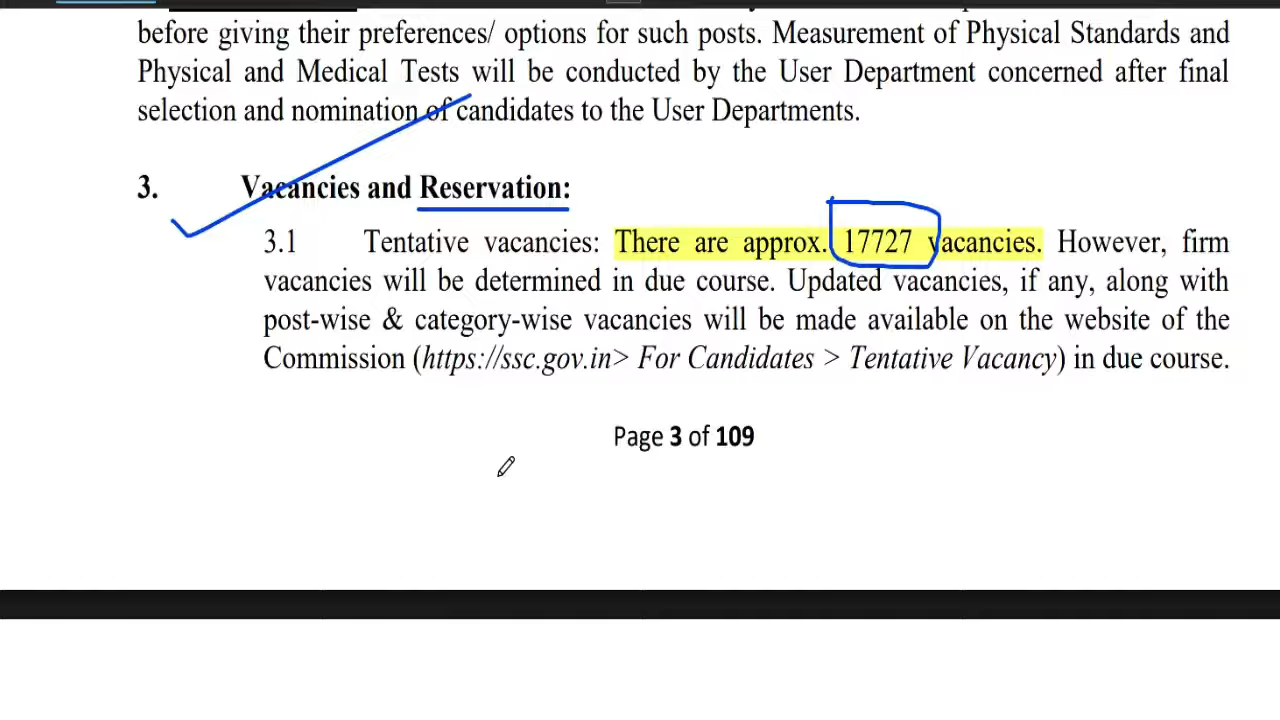 before giving their preferences/ options for such posts. Measurement of Physical Standards and
Physical and Medical Tests will be conducted by the User Department concerned after final
selection and nomination of candidates to the User Departments.
3. Vacancies and Reservation:
3.1 Tentative vacancies: There are approx. 17727 vacancies. However, firm
vacancies will be determined in due course. Updated vacancies, if any, along with
post-wise & category-wise vacancies will be made available on the website of the
Commission (https://ssc.gov.in> For Candidates > Tentative Vacancy) in due course.
Page 3 of 109